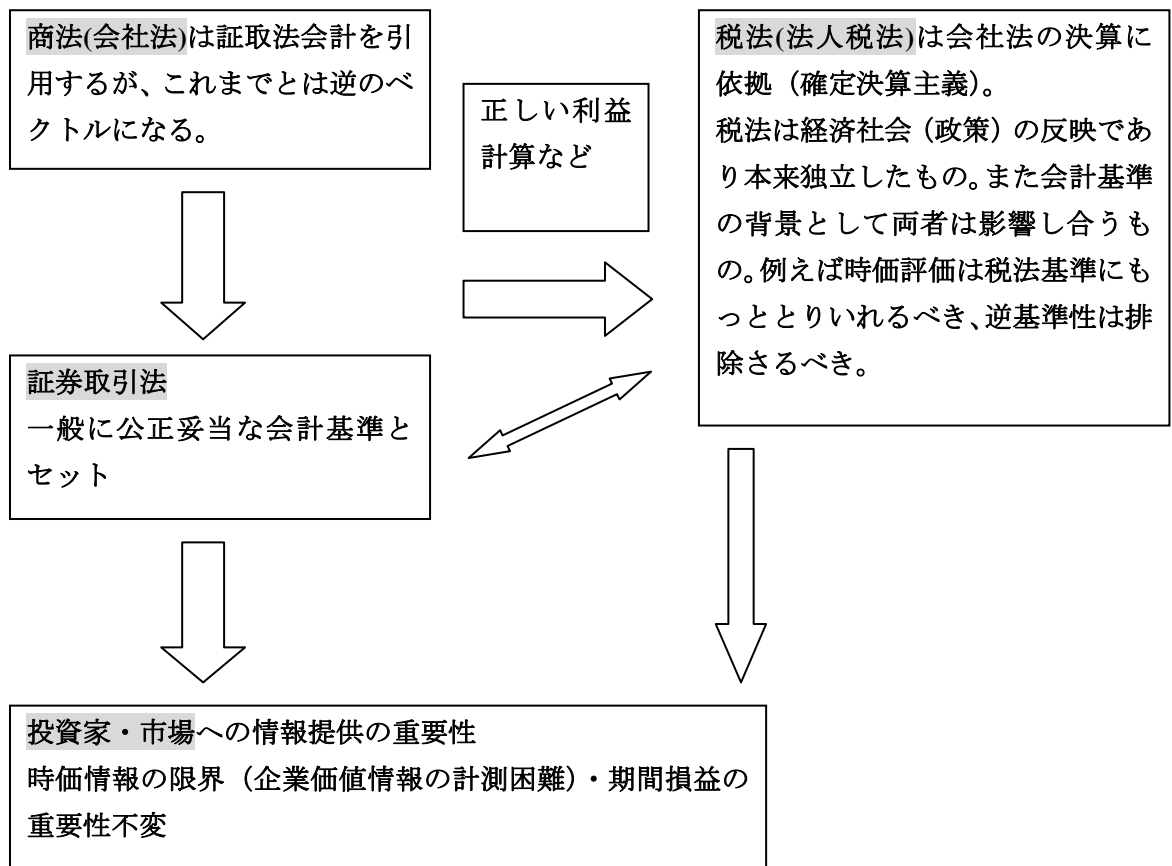 商法(会社法)は証取法会計を引
用するが、これまでとは逆のベ
クトルになる。
正しい利益
計算など
税法(法人税法)は会社法の決算に
依拠（確定決算主義）。
税法は経済社会（政策）の反映であ
り本来独立したもの。また会計基準
の背景として両者は影響し合うも
の。例えば時価評価は税法基準にも
っととりいれるべき、逆基準性は排
除さるべき。
証券取引法
一般に公正妥当な会計基準と
セット
投資家・市場への情報提供の重要性
時価情報の限界（企業価値情報の計測困難）・期間損益の
重要性不変